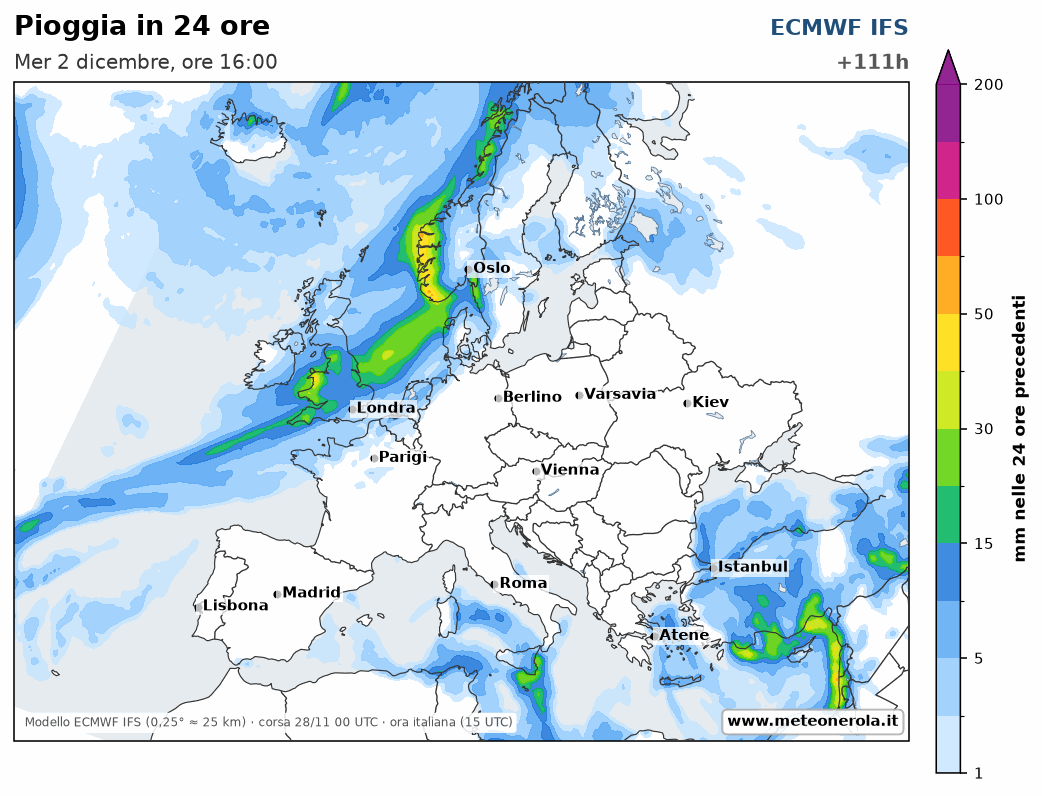 Pioggia in 24 ore
ECMWF IFS
Mer 2 dicembre, ore 16:00
+111h
200
100
50
30
15
5
1
mm nelle 24 ore precedenti
Oslo
Londra
Berlino
Varsavia
Kiev
Parigi
Vienna
Istanbul
Roma
Madrid
Lisbona
Atene
Modello ECMWF IFS (0,25° ≈ 25 km) · corsa 28/11 00 UTC · ora italiana (15 UTC)
www.meteonerola.it